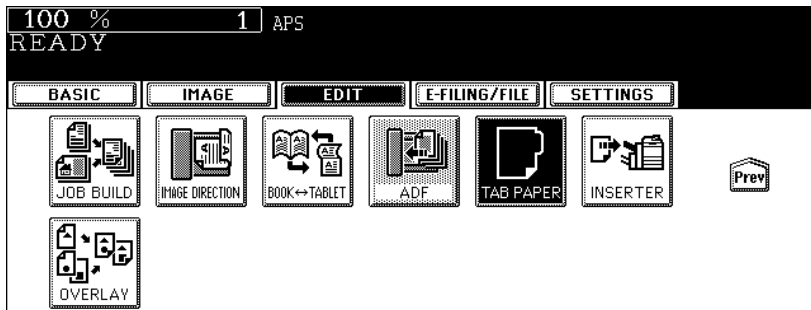 100 % 1 APS
READY
BASIC IMAGE EDIT E-FILING/FILE SETTINGS
JOB BUILD IMAGE DIRECTION BOOK↔TABLET ADF TAB PAPER INSERTER Prev
OVERLAY